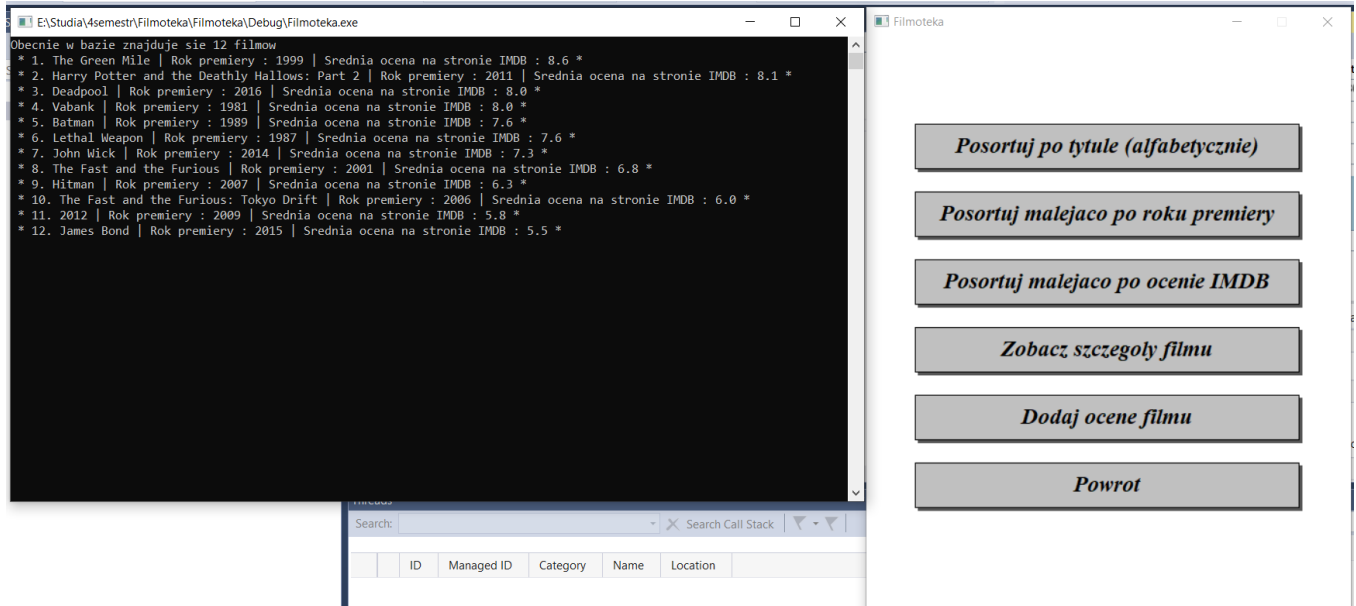 E:\Studia\4semestr\Filmoteka\Filmoteka\Debug\Filmoteka.exe
Obecnie w bazie znajduje sie 12 filmow
* 1. The Green Mile | Rok premiery : 1999 | Srednia ocena na stronie IMDB : 8.6 *
* 2. Harry Potter and the Deathly Hallows: Part 2 | Rok premiery : 2011 | Srednia ocena na stronie IMDB : 8.1 *
* 3. Deadpool | Rok premiery : 2016 | Srednia ocena na stronie IMDB : 8.0 *
* 4. Vabank | Rok premiery : 1981 | Srednia ocena na stronie IMDB : 8.0 *
* 5. Batman | Rok premiery : 1989 | Srednia ocena na stronie IMDB : 7.6 *
* 6. Lethal Weapon | Rok premiery : 1987 | Srednia ocena na stronie IMDB : 7.6 *
* 7. John Wick | Rok premiery : 2014 | Srednia ocena na stronie IMDB : 7.3 *
* 8. The Fast and the Furious | Rok premiery : 2001 | Srednia ocena na stronie IMDB : 6.8 *
* 9. Hitman | Rok premiery : 2007 | Srednia ocena na stronie IMDB : 6.3 *
* 10. The Fast and the Furious: Tokyo Drift | Rok premiery : 2006 | Srednia ocena na stronie IMDB : 6.0 *
* 11. 2012 | Rok premiery : 2009 | Srednia ocena na stronie IMDB : 5.8 *
* 12. James Bond | Rok premiery : 2015 | Srednia ocena na stronie IMDB : 5.5 *
Filmoteka
Posortuj po tytule (alfabetycznie)
Posortuj malejaco po roku premiery
Posortuj malejaco po ocenie IMDB
Zobacz szczegoly filmu
Dodaj ocene filmu
Powrot
Threads
Search: Search Call Stack
ID Managed ID Category Name Location